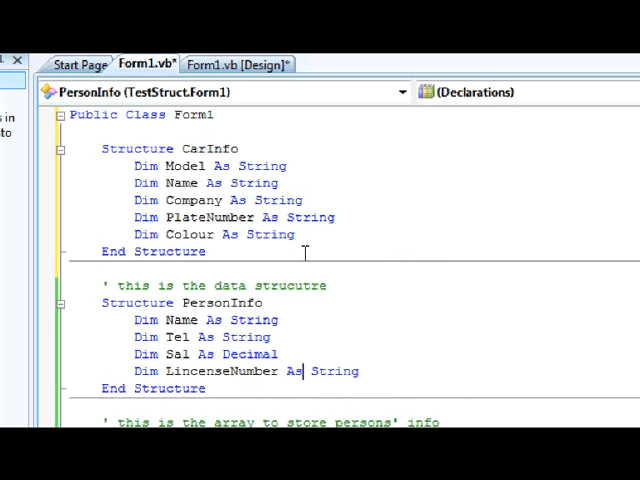 Start Page Form1.vb* Form1.vb [Design]*
PersonInfo (TestStruct.Form1) (Declarations)
s in
nto
Public Class Form1
Structure CarInfo
Dim Model As String
Dim Name As String
Dim Company As String
Dim PlateNumber As String
Dim Colour As String
End Structure
' this is the data strucutre
Structure PersonInfo
Dim Name As String
Dim Tel As String
Dim Sal As Decimal
Dim LincenseNumber As String
End Structure
' this is the array to store persons' info